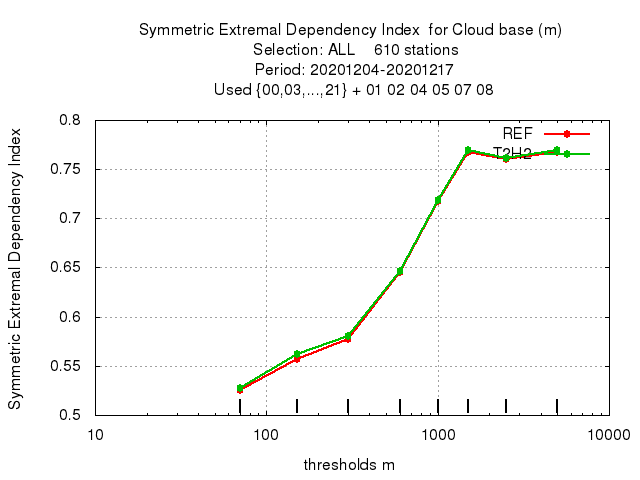 Symmetric Extremal Dependency Index  for Cloud base (m)
Selection: ALL    610 stations
Period: 20201204-20201217
Used {00,03,...,21} + 01 02 04 05 07 08
Symmetric Extremal Dependency Index
0.8
0.75
0.7
0.65
0.6
0.55
0.5
REF
T2H2
10
100
1000
10000
thresholds m